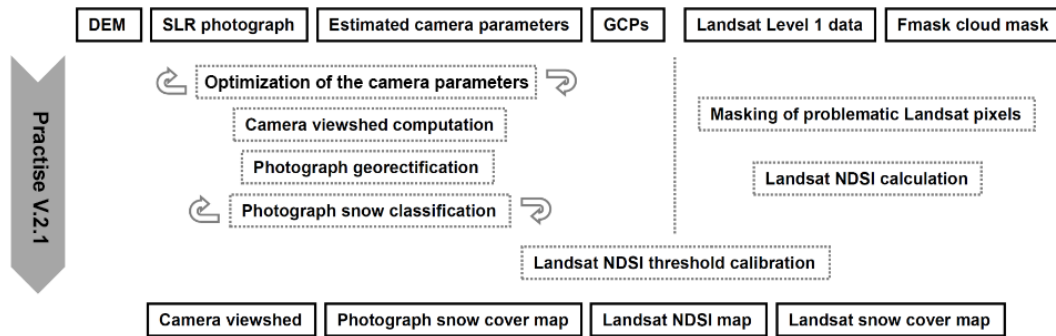 DEM SLR photograph Estimated camera parameters GCPs Landsat Level 1 data Fmask cloud mask
Practise V.2.1
Optimization of the camera parameters
Camera viewshed computation
Photograph georectification
Photograph snow classification
Masking of problematic Landsat pixels
Landsat NDSI calculation
Landsat NDSI threshold calibration
Camera viewshed Photograph snow cover map Landsat NDSI map Landsat snow cover map